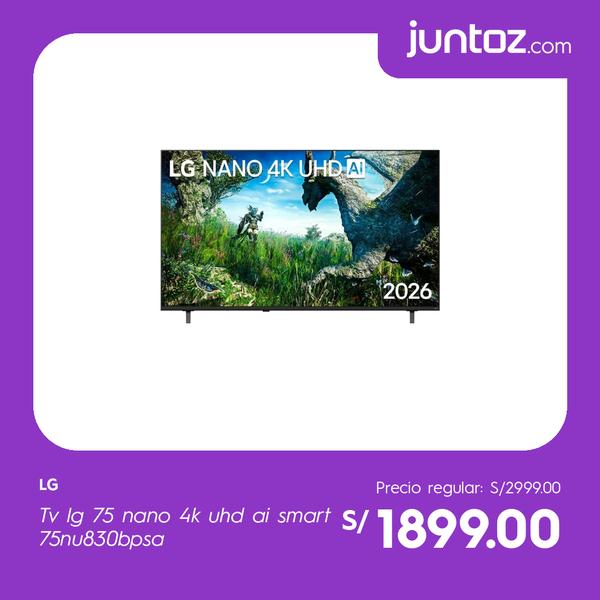 juntoz.com
LG NANO 4K UHD Ai
2026
LG
Precio regular: S/2999.00
Tv lg 75 nano 4k uhd ai smart
75nu830bpsa
S/1899.00